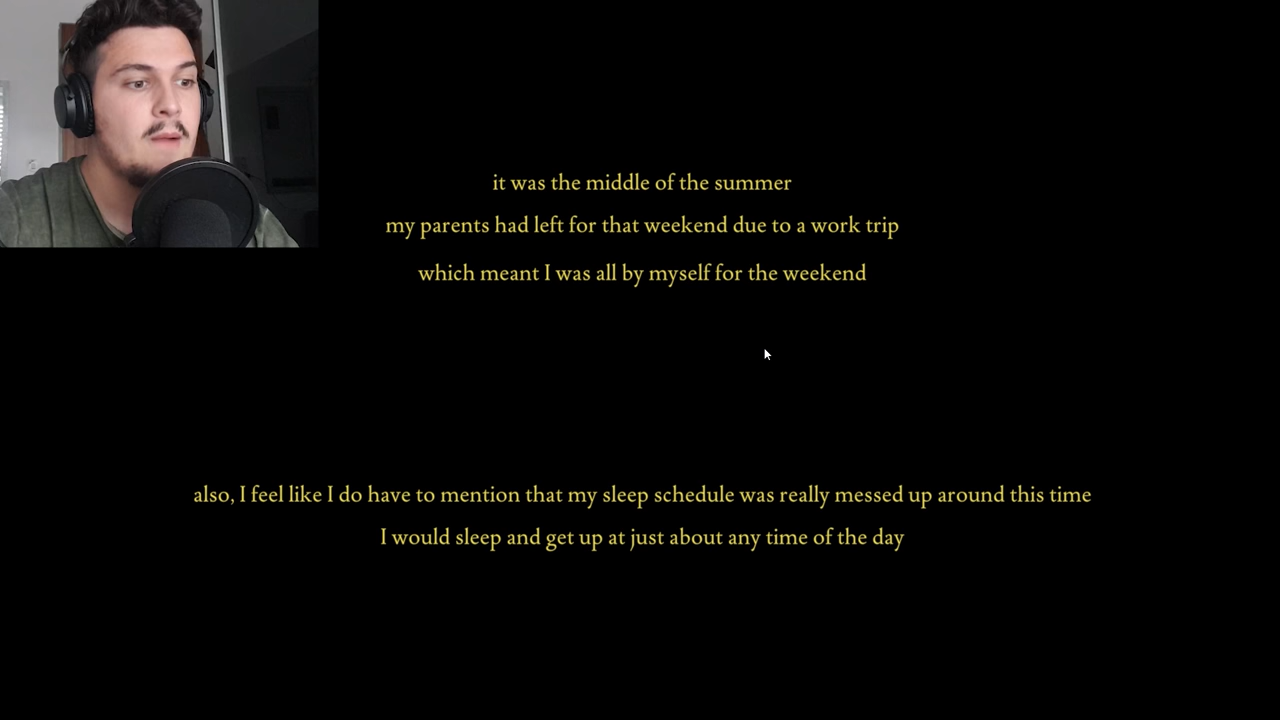 it was the middle of the summer
my parents had left for that weekend due to a work trip
which meant I was all by myself for the weekend
also, I feel like I do have to mention that my sleep schedule was really messed up around this time
I would sleep and get up at just about any time of the day